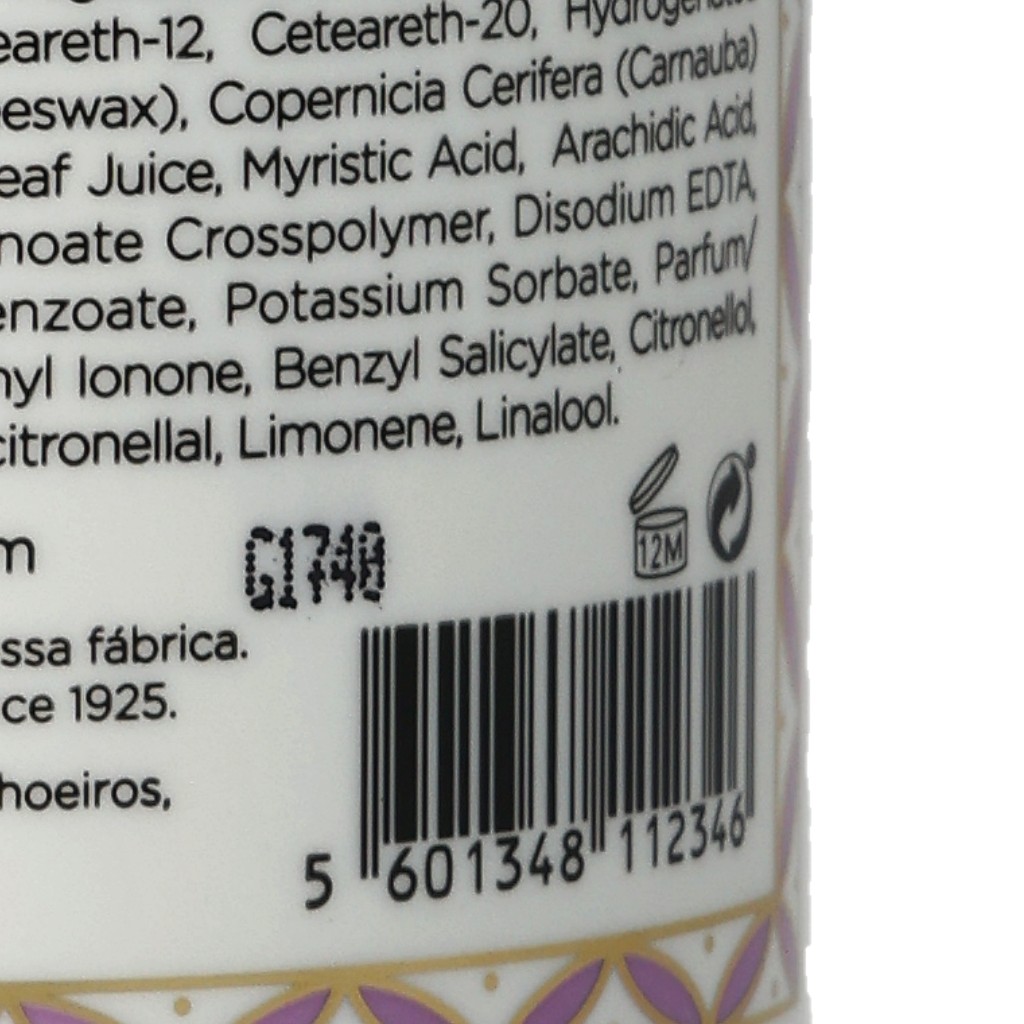 eareth-12, Ceteareth-20,
eswax), Copernicia Cerifera (Carnauba)
eaf Juice, Myristic Acid, Arachidic Acid,
noate Crosspolymer, Disodium EDTA,
enzoate, Potassium Sorbate, Parfum/
nyl Ionone, Benzyl Salicylate, Citronellol,
citronellal, Limonene, Linalool.
12M
m
G1748
ssa fábrica.
ce 1925.
hoeiros,
5 601348 112346